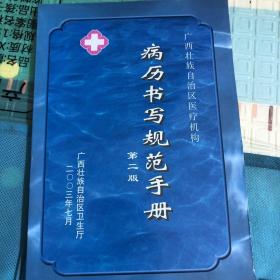 广西壮族自治区医疗机构
病历书写规范手册
第二版
广西壮族自治区卫生厅
二〇〇三年七月